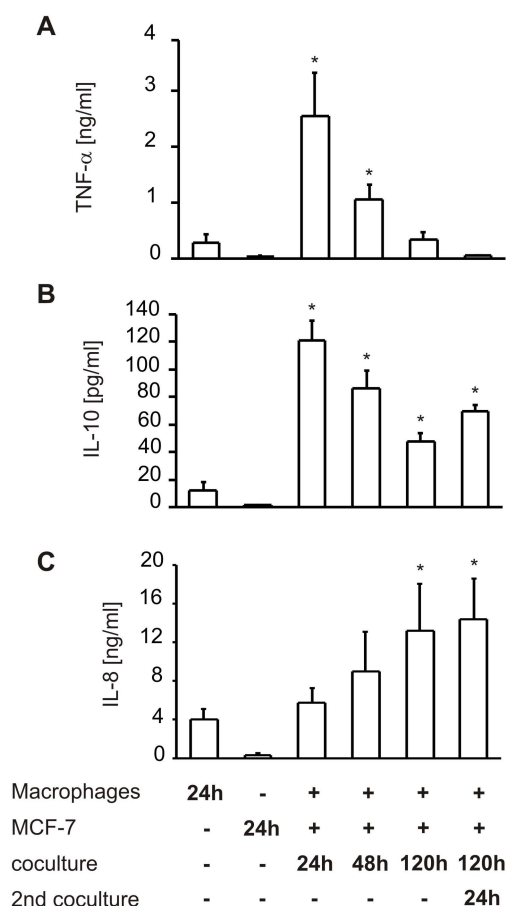 A
TNF-α [ng/ml]
4
3
2
1
0
*
*
B
IL-10 [pg/ml]
140
120
100
80
60
40
20
0
*
*
*
*
C
IL-8 [ng/ml]
20
16
12
8
4
0
*
*
Macrophages 24h - + + + +
MCF-7 - 24h + + + +
coculture - - 24h 48h 120h 120h
2nd coculture - - - - - 24h